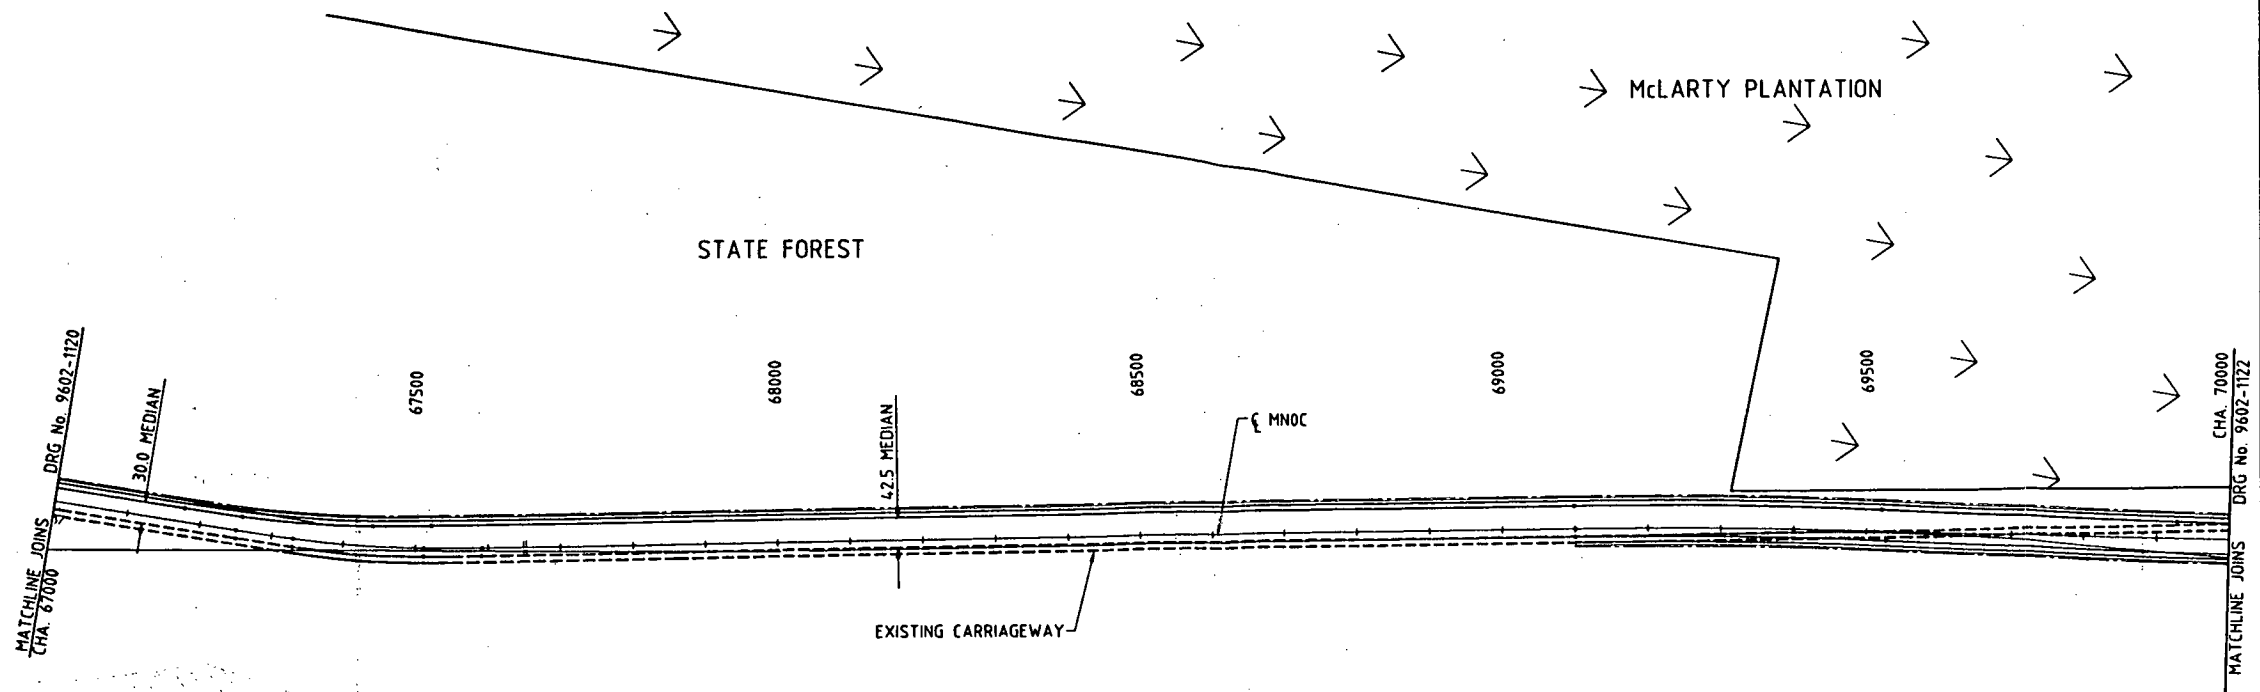 McLARTY PLANTATION
STATE FOREST
DRG No. 9602-1120
MATCHLINE JOINS
CHA. 67000
30.0 MEDIAN
67500
68000
42.5 MEDIAN
68500
℄ MNOC
69000
69500
CHA. 70000
DRG No. 9602-1122
MATCHLINE JOINS
EXISTING CARRIAGEWAY